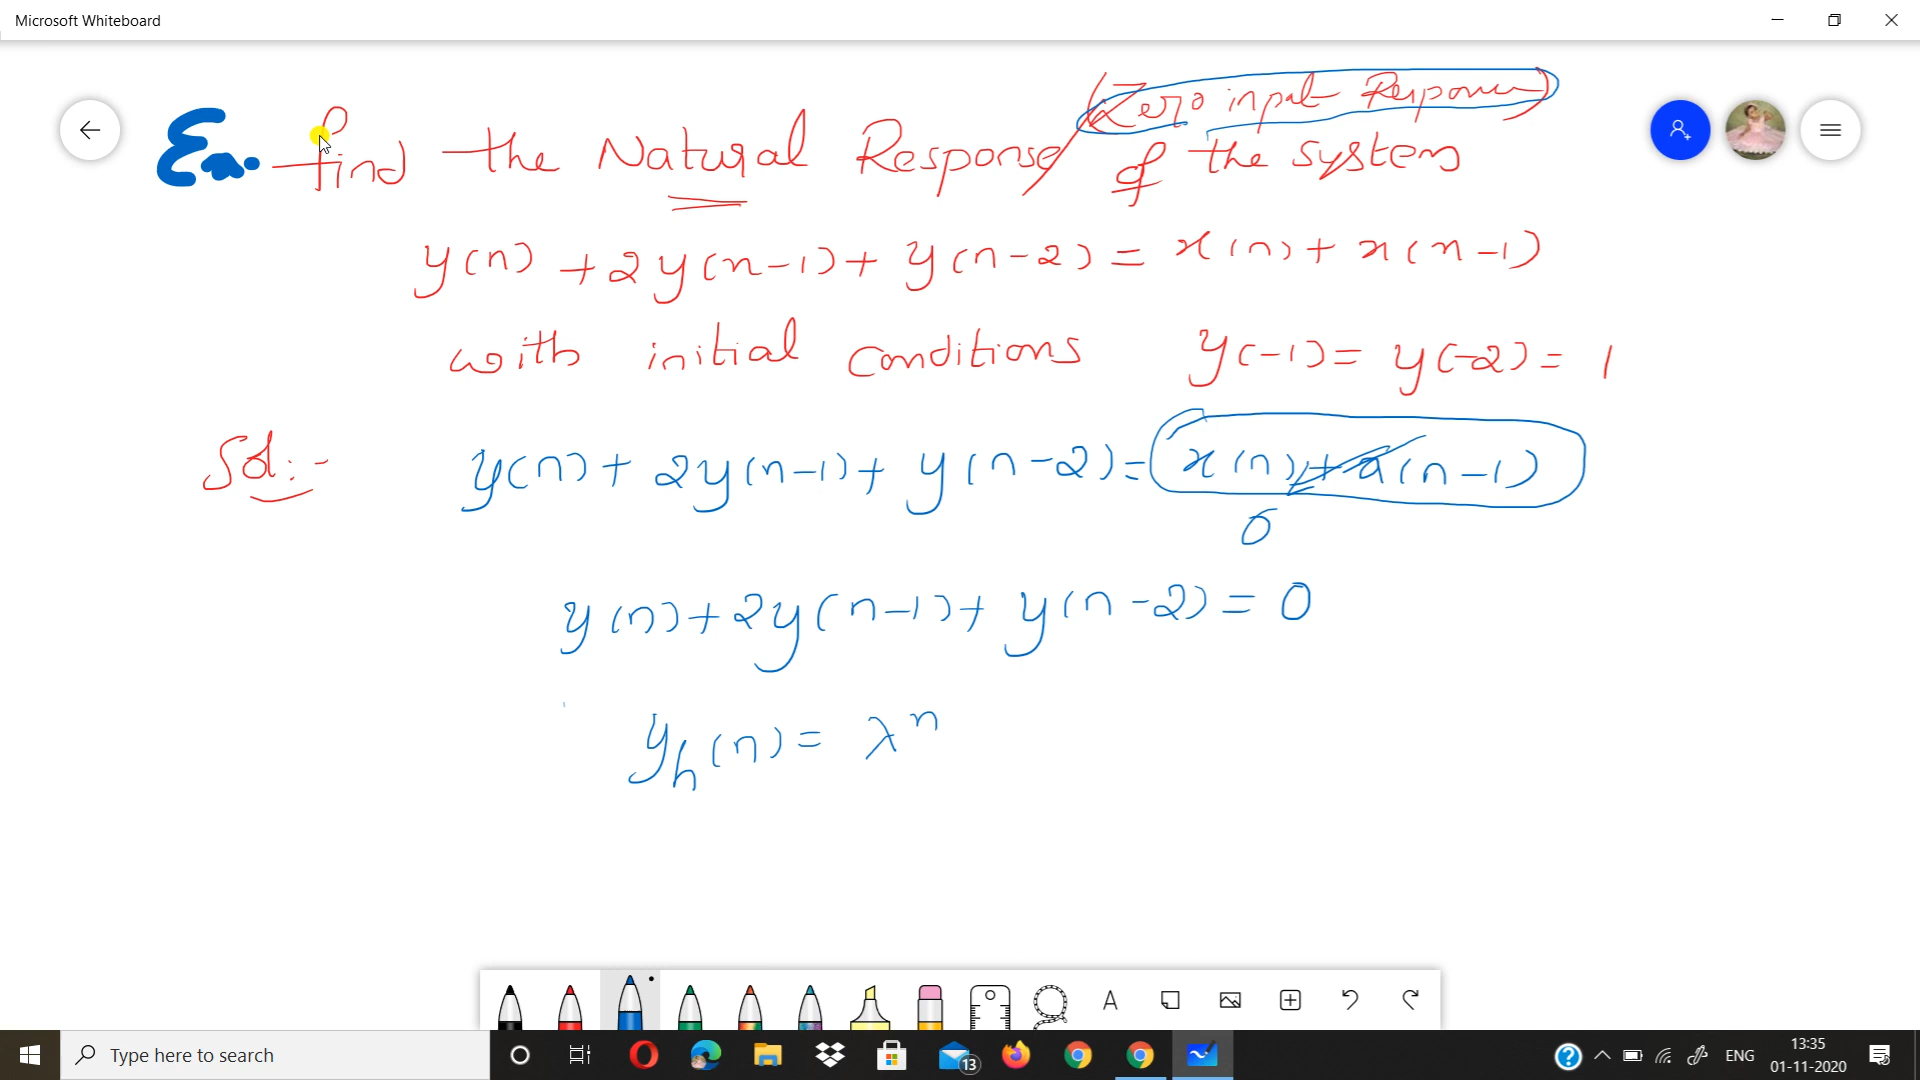 Microsoft Whiteboard
Ex. find the Natural Response (Zero input Response) of the system
y(n) + 2y(n-1) + y(n-2) = x(n) + x(n-1)
with initial conditions y(-1) = y(-2) = 1
Sol:- y(n) + 2y(n-1) + y(n-2) = x(n) + x(n-1)
0
y(n) + 2y(n-1) + y(n-2) = 0
yₕ(n) = λⁿ
A
Type here to search
13
ENG
13:35
01-11-2020